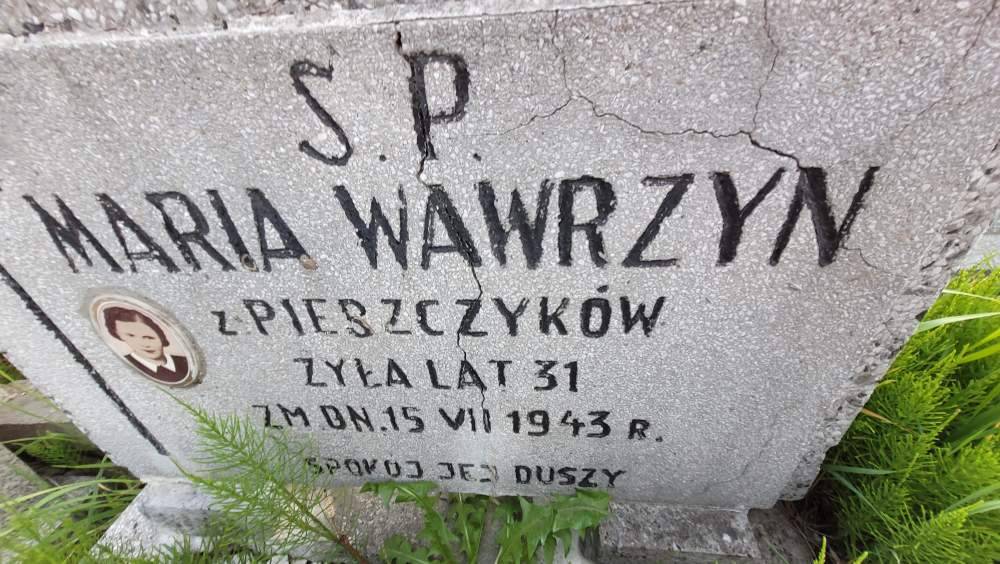 S.P.
MARIA WAWRZYN
z PIESZCZYKÓW
ŻYŁA LAT 31
ZM DN. 15 VII 1943 R.
SPOKÓJ JEJ DUSZY